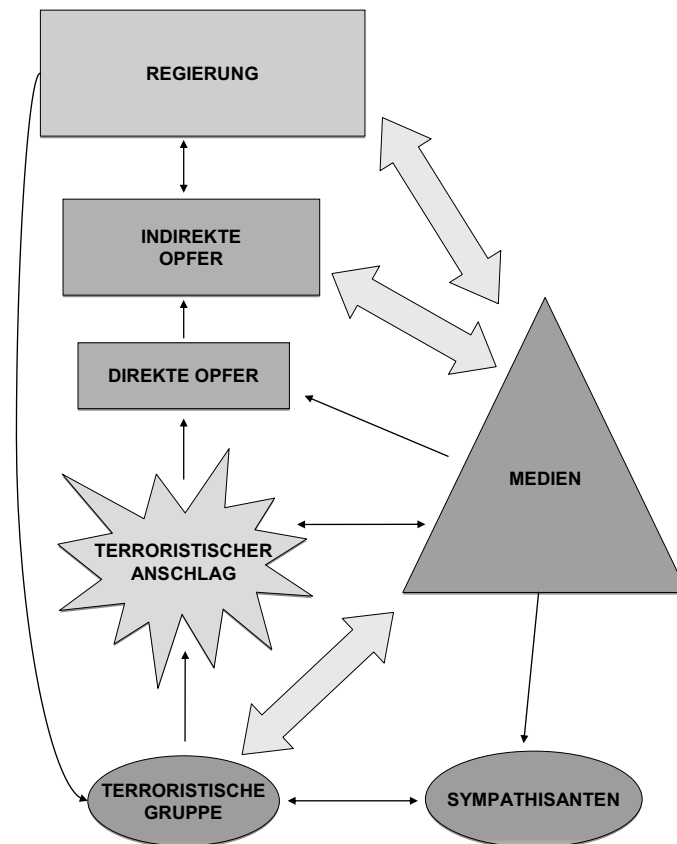 REGIERUNG
INDIREKTE
OPFER
DIREKTE OPFER
MEDIEN
TERRORISTISCHER
ANSCHLAG
TERRORISTISCHE
GRUPPE
SYMPATHISANTEN